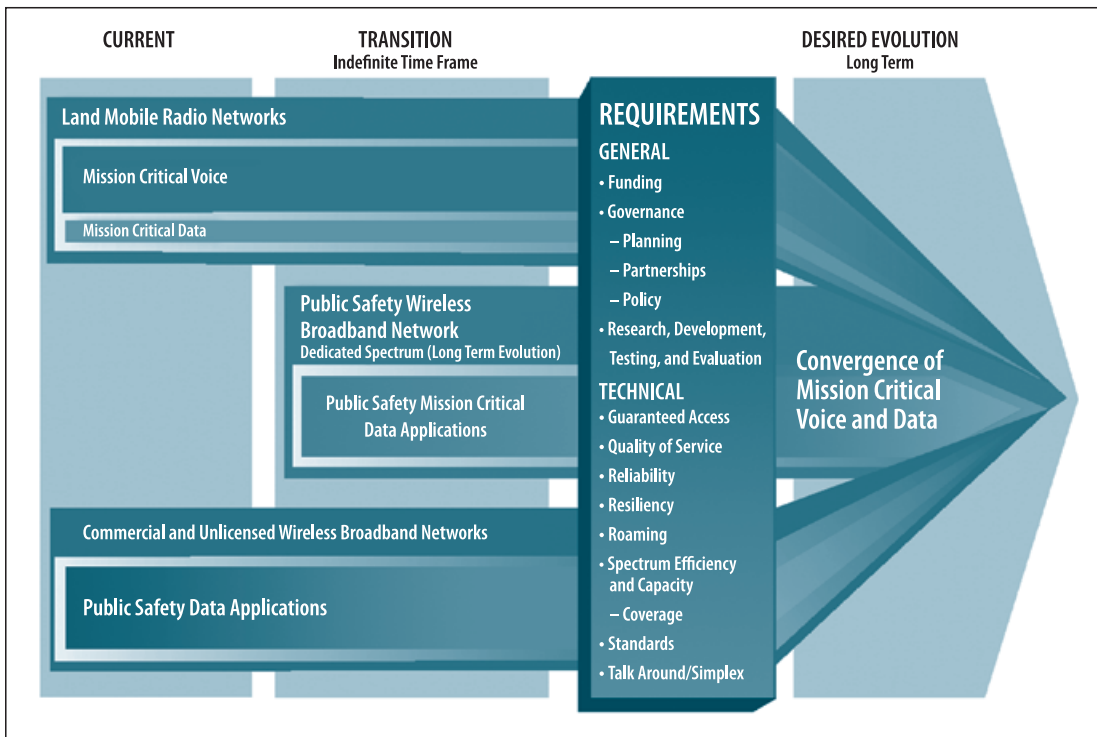 CURRENT
TRANSITION
Indefinite Time Frame
DESIRED EVOLUTION
Long Term
Land Mobile Radio Networks
Mission Critical Voice
Mission Critical Data
Public Safety Wireless
Broadband Network
Dedicated Spectrum (Long Term Evolution)
Public Safety Mission Critical
Data Applications
Commercial and Unlicensed Wireless Broadband Networks
Public Safety Data Applications
REQUIREMENTS
GENERAL
• Funding
• Governance
– Planning
– Partnerships
– Policy
• Research, Development,
Testing, and Evaluation
TECHNICAL
• Guaranteed Access
• Quality of Service
• Reliability
• Resiliency
• Roaming
• Spectrum Efficiency
and Capacity
– Coverage
• Standards
• Talk Around/Simplex
Convergence of
Mission Critical
Voice and Data